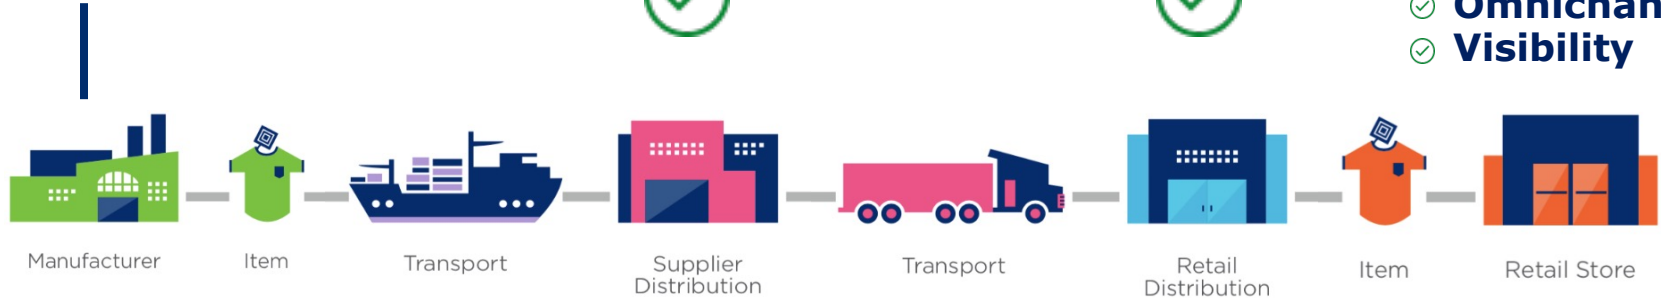 Visibility
Manufacturer
Item
Transport
Supplier
Distribution
Transport
Retail
Distribution
Item
Retail Store